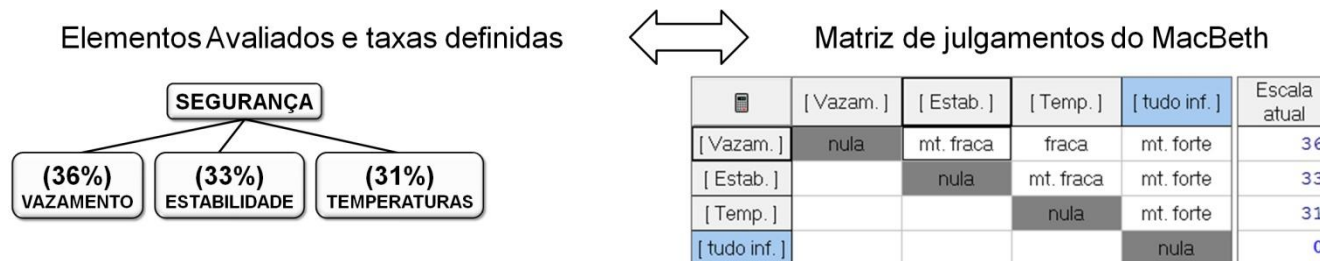 Elementos Avaliados e taxas definidas
Matriz de julgamentos do MacBeth
SEGURANÇA
(36%) (33%) (31%)
VAZAMENTO ESTABILIDADE TEMPERATURAS
[ Vazam. ] [ Estab. ] [ Temp. ] [ tudo inf. ] Escala atual
[ Vazam. ] nula mt. fraca fraca mt. forte 36
[ Estab. ] nula mt. fraca mt. forte 33
[ Temp. ] nula mt. forte 31
[ tudo inf. ] nula 0